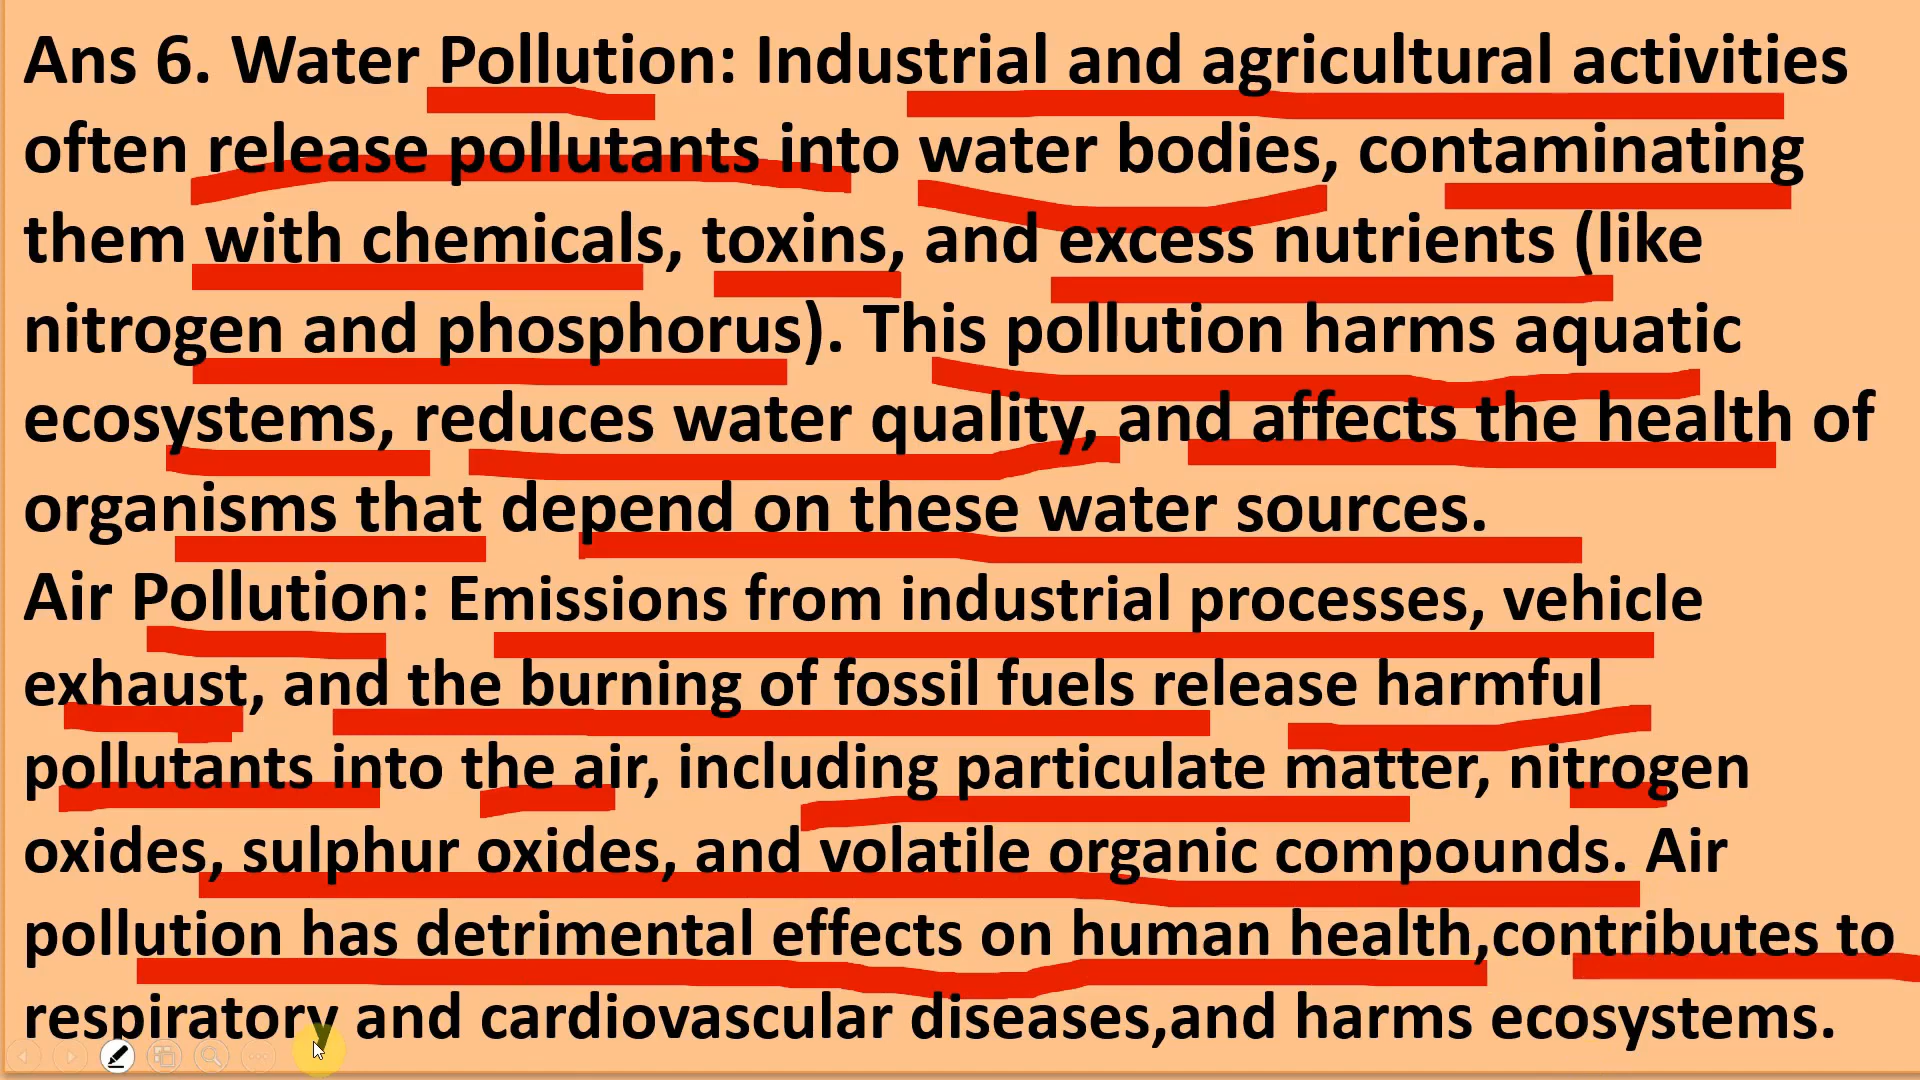 Ans 6. Water Pollution: Industrial and agricultural activities
often release pollutants into water bodies, contaminating
them with chemicals, toxins, and excess nutrients (like
nitrogen and phosphorus). This pollution harms aquatic
ecosystems, reduces water quality, and affects the health of
organisms that depend on these water sources.
Air Pollution: Emissions from industrial processes, vehicle
exhaust, and the burning of fossil fuels release harmful
pollutants into the air, including particulate matter, nitrogen
oxides, sulphur oxides, and volatile organic compounds. Air
pollution has detrimental effects on human health,contributes to
respiratory and cardiovascular diseases,and harms ecosystems.